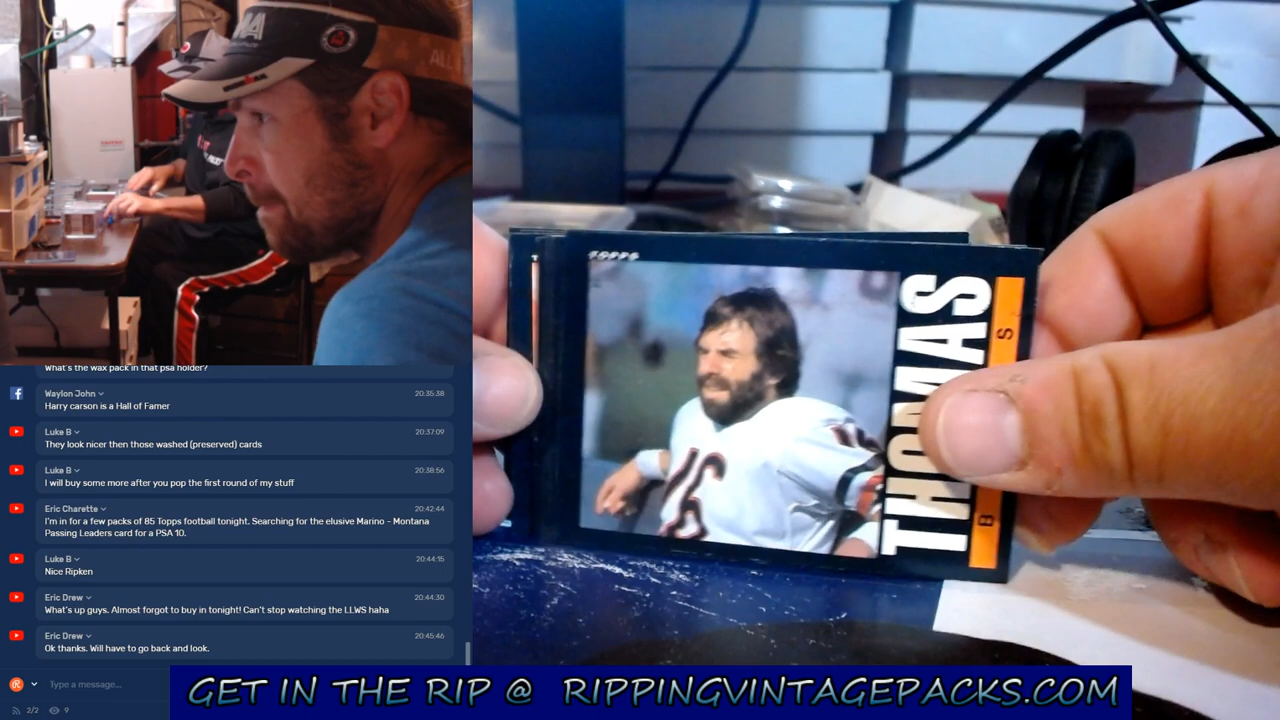 What's the wax pack in that psa holder?
Waylon John
20:35:38
Harry carson is a Hall of Famer
Luke B
20:37:09
They look nicer then those washed (preserved) cards
Luke B
20:38:56
I will buy some more after you pop the first round of my stuff
Eric Charette
20:42:44
I'm in for a few packs of 85 Topps football tonight. Searching for the elusive Marino - Montana
Passing Leaders card for a PSA 10.
Luke B
20:44:15
Nice Ripken
Eric Drew
20:44:30
What's up guys. Almost forgot to buy in tonight! Can't stop watching the LLWS haha
Eric Drew
20:45:46
Ok thanks. Will have to go back and look.
Type a message...
2/2
9
TOPPS
THOMAS
16
GET IN THE RIP @ RIPPINGVINTAGEPACKS.COM